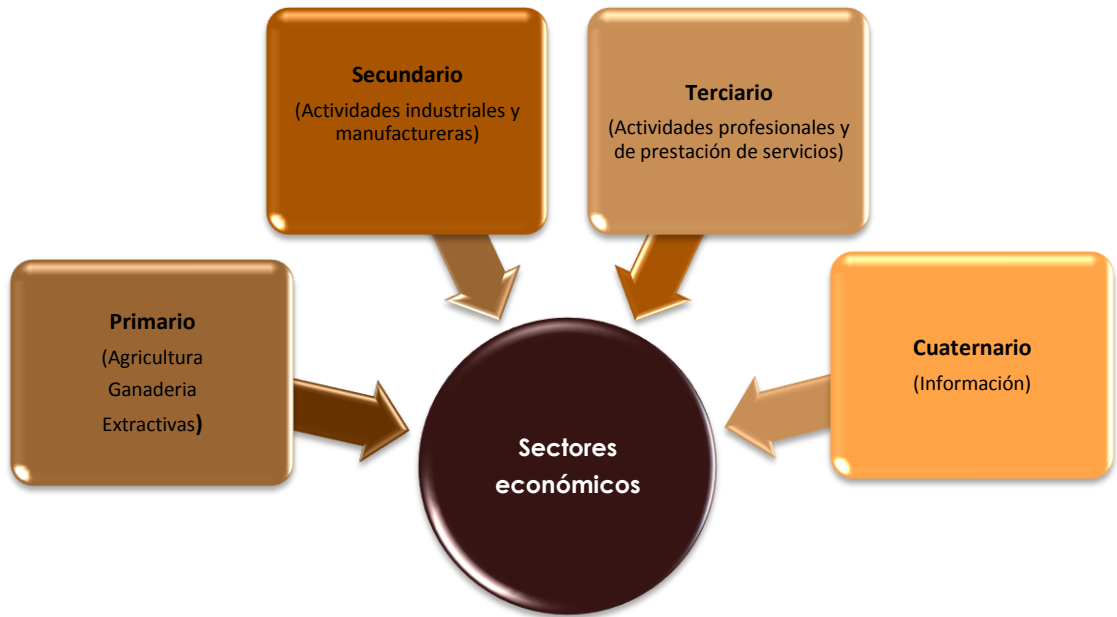 Primario
(Agricultura
Ganaderia
Extractivas)
Secundario
(Actividades industriales y
manufactureras)
Terciario
(Actividades profesionales y
de prestación de servicios)
Cuaternario
(Información)
Sectores
económicos